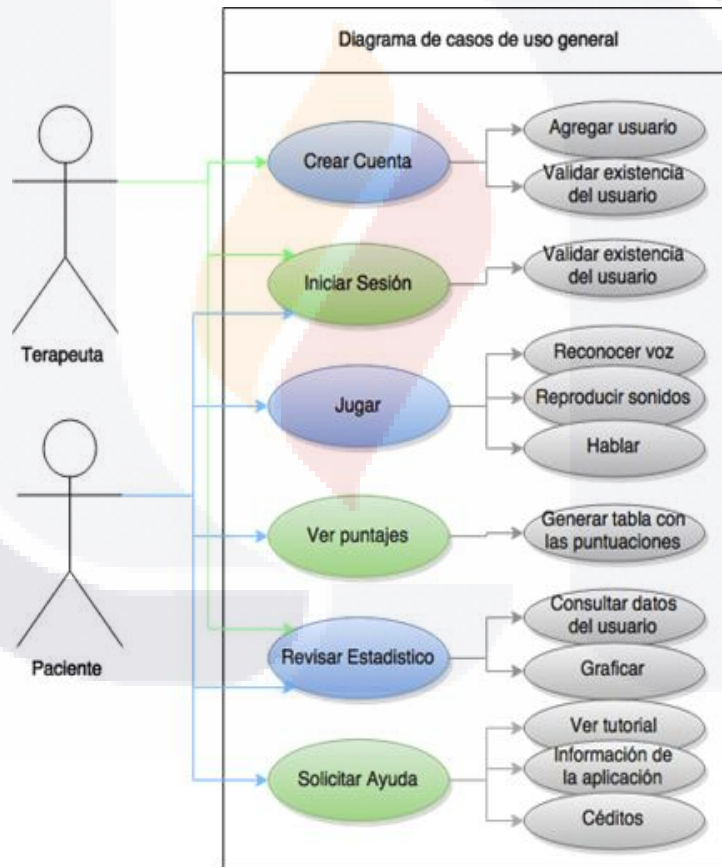 Diagrama de casos de uso general
Terapeuta
Paciente
Crear Cuenta
Agregar usuario
Validar existencia
del usuario
Iniciar Sesión
Validar existencia
del usuario
Jugar
Reconocer voz
Reproducir sonidos
Hablar
Ver puntajes
Generar tabla con
las puntuaciones
Revisar Estadistico
Consultar datos
del usuario
Graficar
Solicitar Ayuda
Ver tutorial
Información de
la aplicación
Céditos